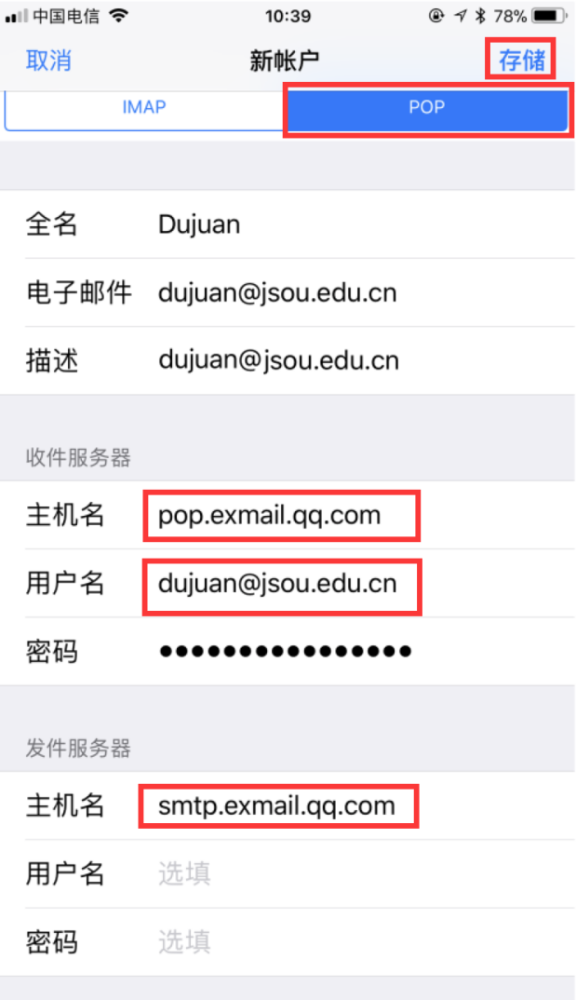 中国电信 10:39 78%
取消 新帐户 存储
IMAP POP
全名 Dujuan
电子邮件 dujuan@jsou.edu.cn
描述 dujuan@jsou.edu.cn
收件服务器
主机名 pop.exmail.qq.com
用户名 dujuan@jsou.edu.cn
密码 ●●●●●●●●●●●●●●●●
发件服务器
主机名 smtp.exmail.qq.com
用户名 选填
密码 选填